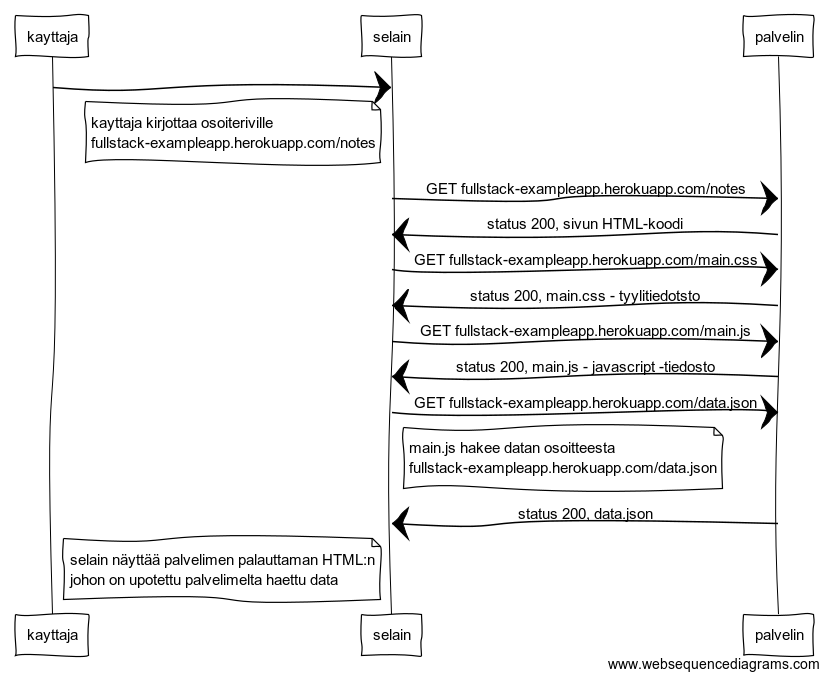 kayttaja
selain
palvelin
kayttaja kirjottaa osoiteriville
fullstack-exampleapp.herokuapp.com/notes
GET fullstack-exampleapp.herokuapp.com/notes
status 200, sivun HTML-koodi
GET fullstack-exampleapp.herokuapp.com/main.css
status 200, main.css - tyylitiedotsto
GET fullstack-exampleapp.herokuapp.com/main.js
status 200, main.js - javascript -tiedosto
GET fullstack-exampleapp.herokuapp.com/data.json
main.js hakee datan osoitteesta
fullstack-exampleapp.herokuapp.com/data.json
status 200, data.json
selain näyttää palvelimen palauttaman HTML:n
johon on upotettu palvelimelta haettu data
kayttaja
selain
palvelin
www.websequencediagrams.com